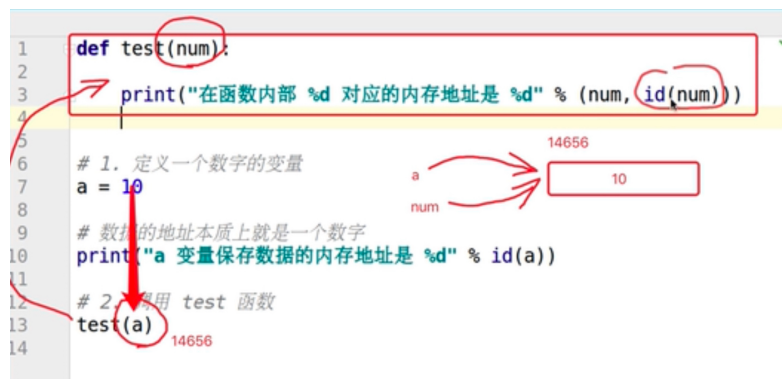 1 def test(num):
2
3 print("在函数内部 %d 对应的内存地址是 %d" % (num, id(num)))
4
5
14656
6 # 1. 定义一个数字的变量
a
10
7 a = 10
num
8
9 # 数据的地址本质上就是一个数字
10 print("a 变量保存数据的内存地址是 %d" % id(a))
11
12 # 2. 调用 test 函数
13 test(a)
14656
14